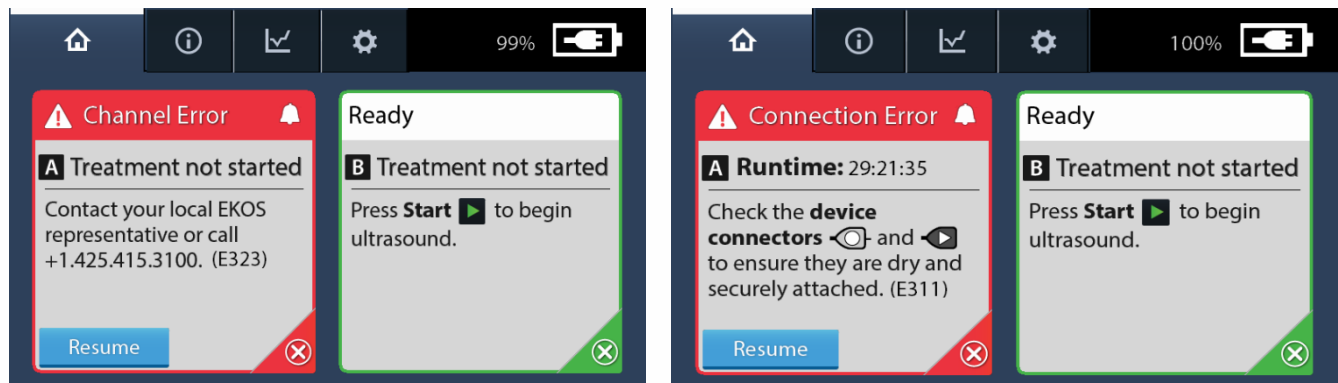 99%
Channel Error
A Treatment not started
Contact your local EKOS
representative or call
+1.425.415.3100. (E323)
Resume
Ready
B Treatment not started
Press Start to begin
ultrasound.
100%
Connection Error
A Runtime: 29:21:35
Check the device
connectors and
to ensure they are dry and
securely attached. (E311)
Resume
Ready
B Treatment not started
Press Start to begin
ultrasound.